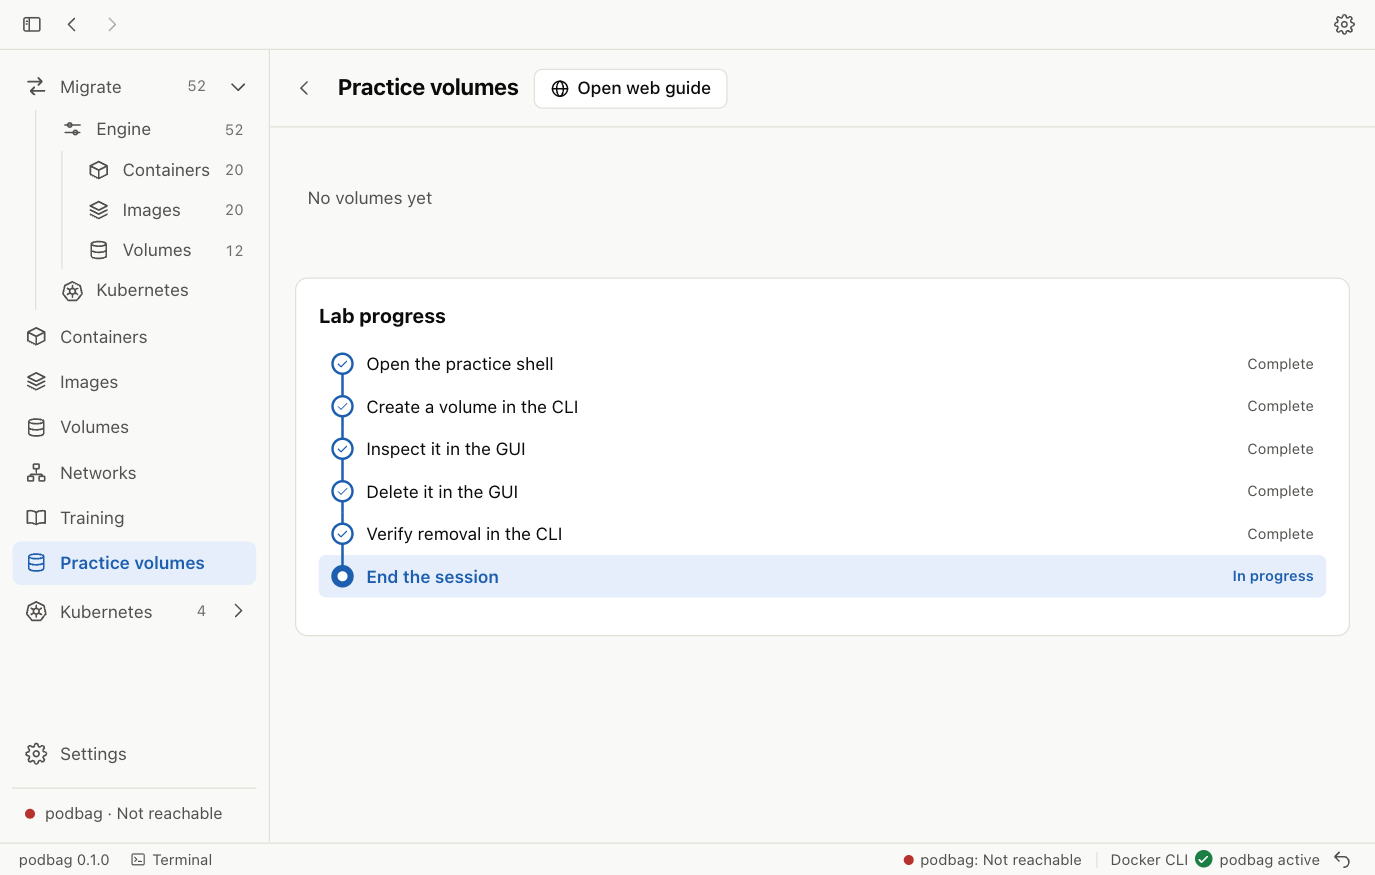 Migrate 52
Engine 52
Containers 20
Images 20
Volumes 12
Kubernetes
Containers
Images
Volumes
Networks
Training
Practice volumes
Kubernetes 4
Settings
podbag · Not reachable
Practice volumes
Open web guide
No volumes yet
Lab progress
Open the practice shell Complete
Create a volume in the CLI Complete
Inspect it in the GUI Complete
Delete it in the GUI Complete
Verify removal in the CLI Complete
End the session In progress
podbag 0.1.0 Terminal podbag: Not reachable Docker CLI podbag active